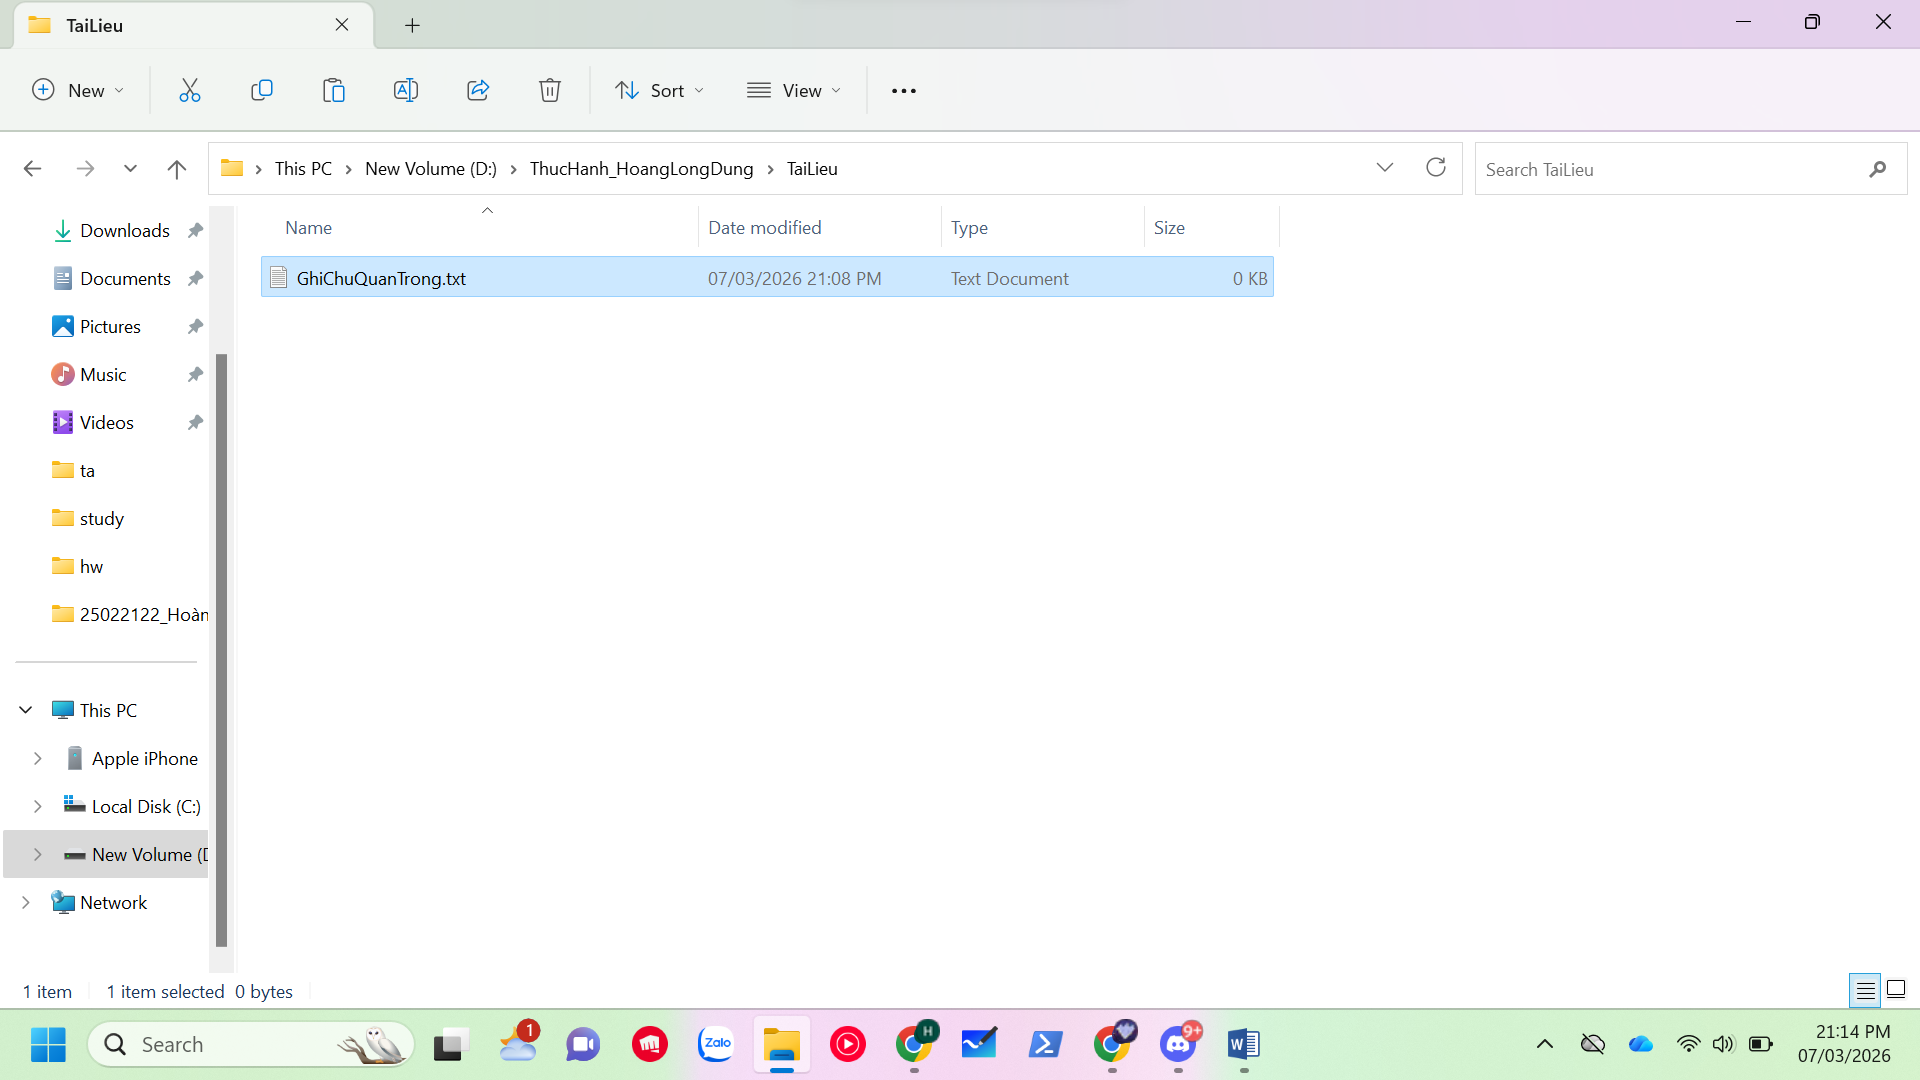 TaiLieu
New
Sort
View
This PC
New Volume (D:)
ThucHanh_HoangLongDung
TaiLieu
Search TaiLieu
Name
Date modified
Type
Size
GhiChuQuanTrong.txt
07/03/2026 21:08 PM
Text Document
0 KB
Downloads
Documents
Pictures
Music
Videos
ta
study
hw
25022122_Hoàn
This PC
Apple iPhone
Local Disk (C:)
New Volume (D
Network
1 item
1 item selected 0 bytes
Search
1
Zalo
H
9+
W
21:14 PM
07/03/2026